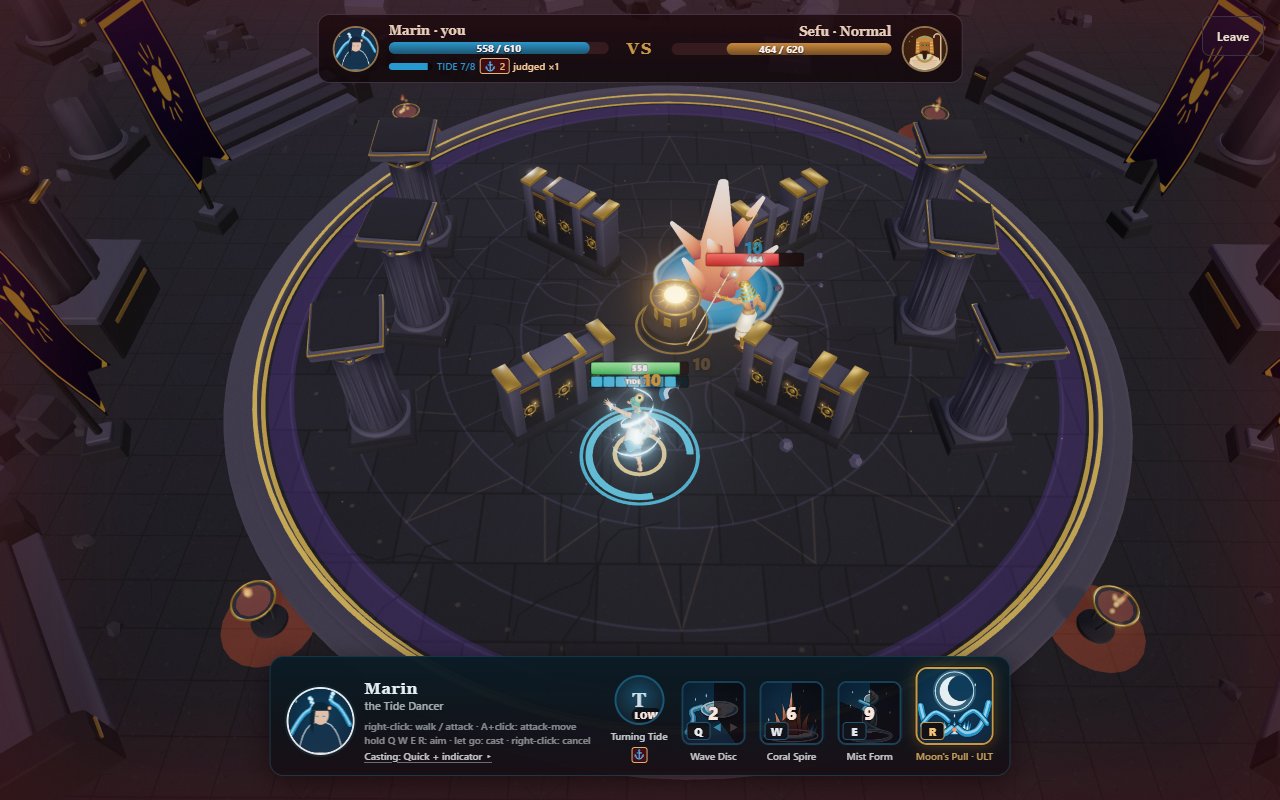 Marin · you
558 / 610
TIDE 7/8
2
judged ×1
VS
Sefu · Normal
464 / 620
Leave
10
464
558
10
TIDE
10
Marin
the Tide Dancer
right-click: walk / attack · A+click: attack-move
hold Q W E R: aim · let go: cast · right-click: cancel
Casting: Quick + indicator ▸
T
LOW
Turning Tide
2
Q
Wave Disc
6
W
Coral Spire
9
E
Mist Form
R
Moon's Pull · ULT